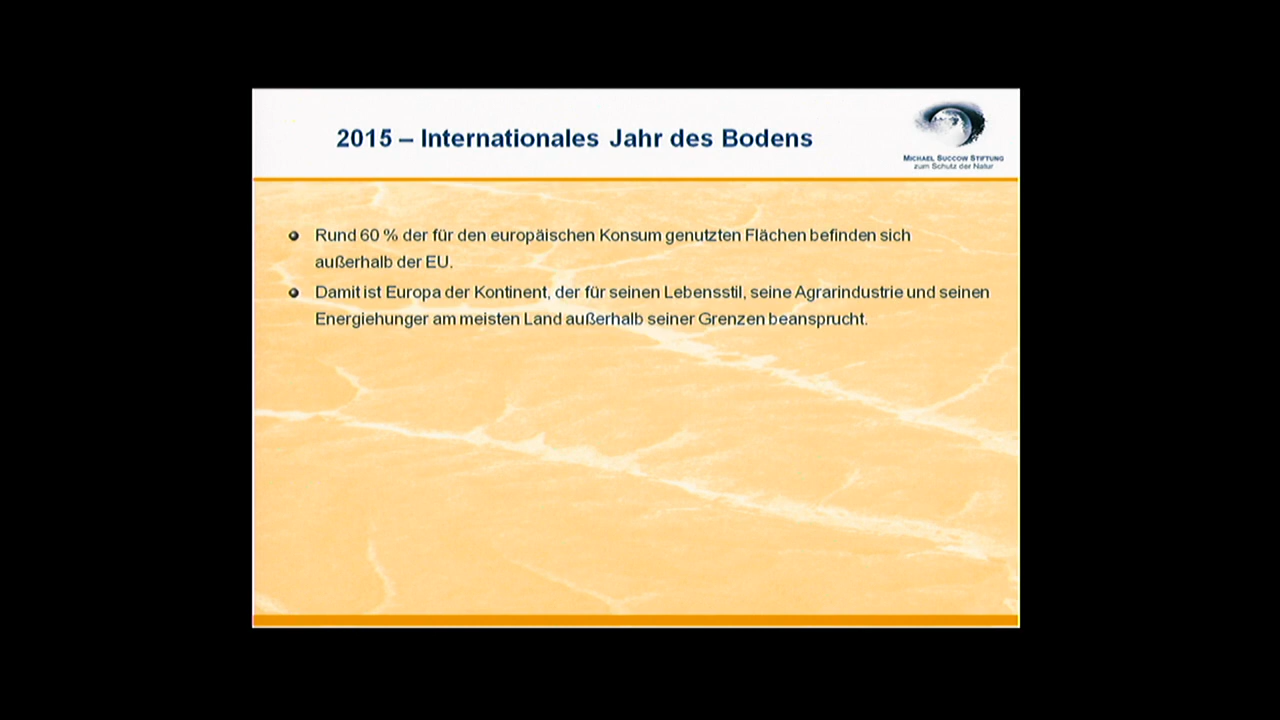 2015 – Internationales Jahr des Bodens
MICHAEL SUCCOW STIFTUNG
zum Schutz der Natur
Rund 60 % der für den europäischen Konsum genutzten Flächen befinden sich
außerhalb der EU.
Damit ist Europa der Kontinent, der für seinen Lebensstil, seine Agrarindustrie und seinen
Energiehunger am meisten Land außerhalb seiner Grenzen beansprucht.